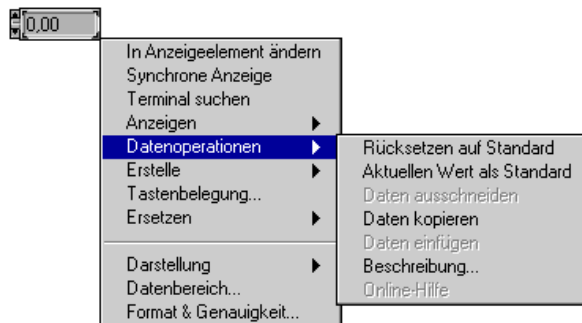 0,00
In Anzeigeelement ändern
Synchrone Anzeige
Terminal suchen
Anzeigen
Datenoperationen
Erstelle
Tastenbelegung...
Ersetzen
Darstellung
Datenbereich...
Format & Genauigkeit...
Rücksetzen auf Standard
Aktuellen Wert als Standard
Daten ausschneiden
Daten kopieren
Daten einfügen
Beschreibung...
Online-Hilfe